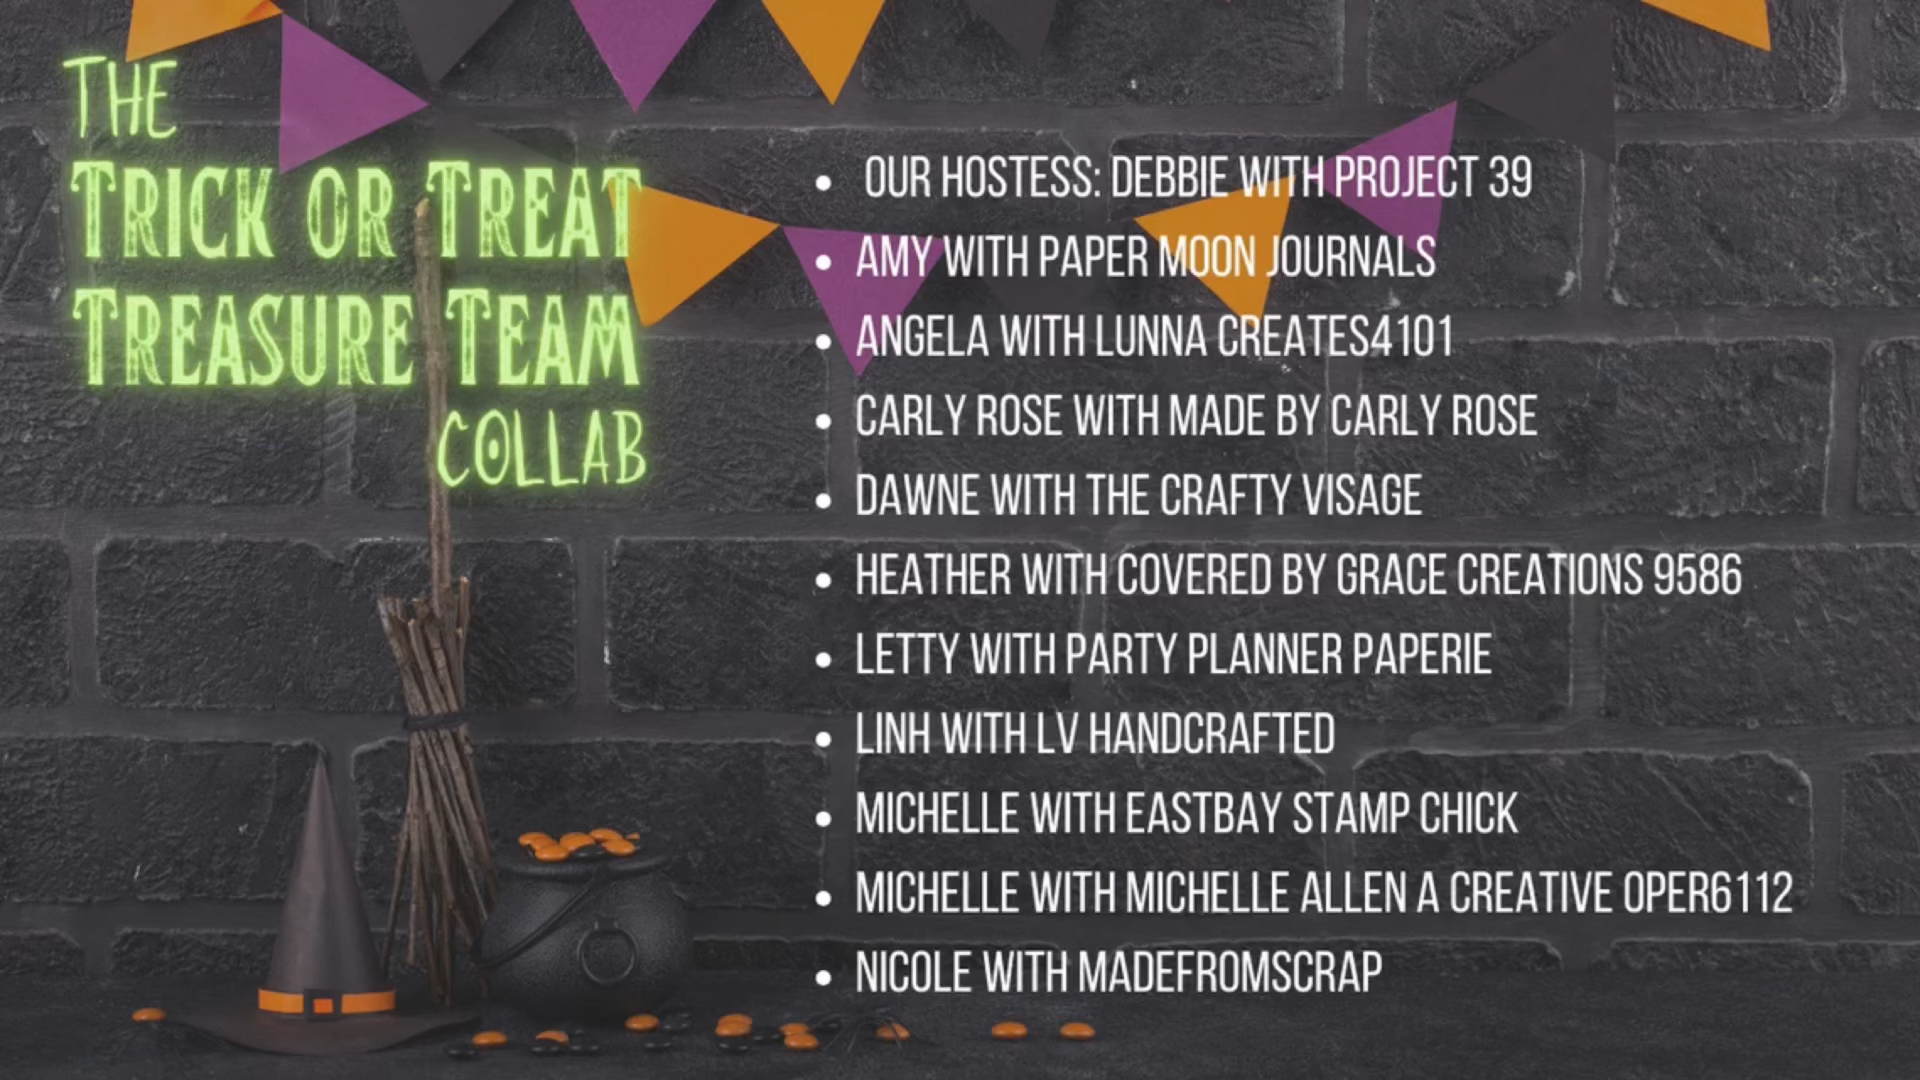 THE
TRICK OR TREAT
TREASURE TEAM
COLLAB
• OUR HOSTESS: DEBBIE WITH PROJECT 39
• AMY WITH PAPER MOON JOURNALS
• ANGELA WITH LUNNA CREATES4101
• CARLY ROSE WITH MADE BY CARLY ROSE
• DAWNE WITH THE CRAFTY VISAGE
• HEATHER WITH COVERED BY GRACE CREATIONS 9586
• LETTY WITH PARTY PLANNER PAPERIE
• LINH WITH LV HANDCRAFTED
• MICHELLE WITH EASTBAY STAMP CHICK
• MICHELLE WITH MICHELLE ALLEN A CREATIVE OPER6112
• NICOLE WITH MADEFROMSCRAP